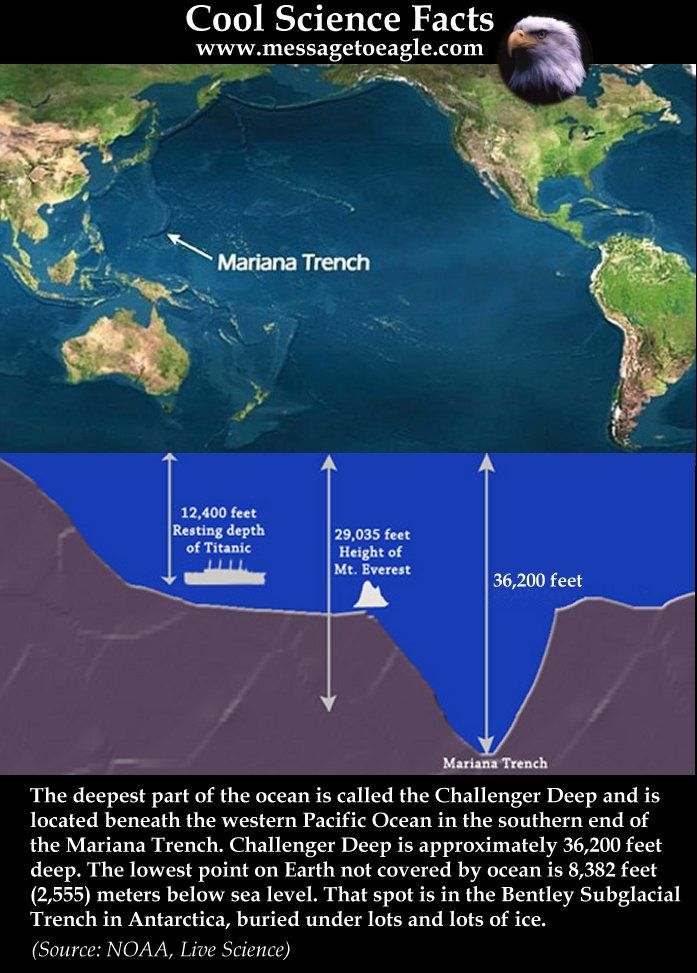 Cool Science Facts
www.messagetoeagle.com
Mariana Trench
12,400 feet
Resting depth
of Titanic
29,035 feet
Height of
Mt. Everest
36,200 feet
Mariana Trench
The deepest part of the ocean is called the Challenger Deep and is
located beneath the western Pacific Ocean in the southern end of
the Mariana Trench. Challenger Deep is approximately 36,200 feet
deep. The lowest point on Earth not covered by ocean is 8,382 feet
(2,555) meters below sea level. That spot is in the Bentley Subglacial
Trench in Antarctica, buried under lots and lots of ice.
(Source: NOAA, Live Science)